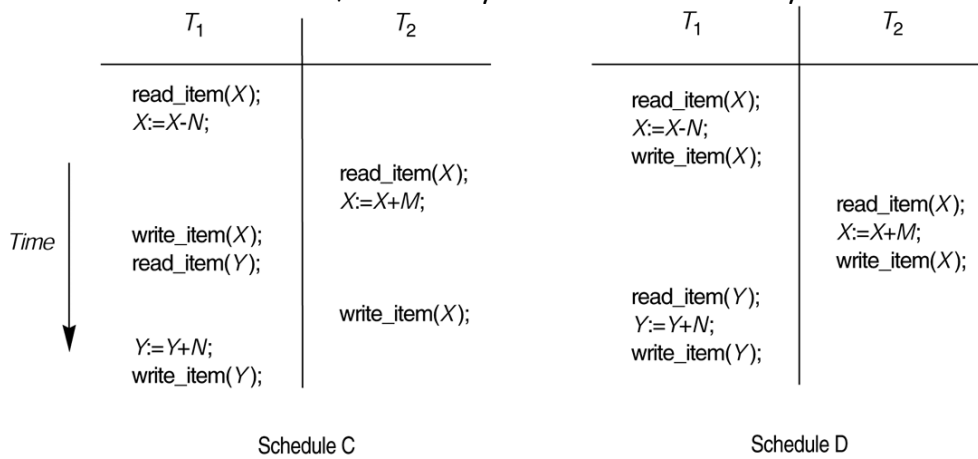 T1 T2
read_item(X);
X:=X-N;
read_item(X);
X:=X+M;
Time
write_item(X);
read_item(Y);
write_item(X);
Y:=Y+N;
write_item(Y);
Schedule C
T1 T2
read_item(X);
X:=X-N;
write_item(X);
read_item(X);
X:=X+M;
write_item(X);
read_item(Y);
Y:=Y+N;
write_item(Y);
Schedule D